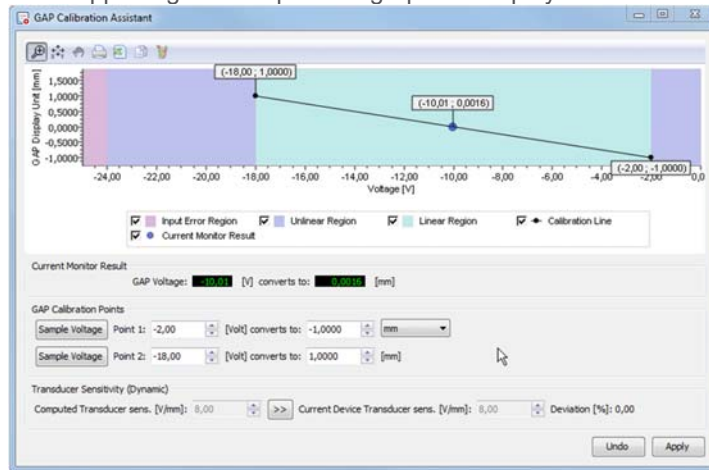 GAP Calibration Assistant
(-18,00 ; 1,0000)
(-10,01 ; 0,0016)
(-2,00 ; -1,0000)
GAP Display Unit [mm]
1,5000
1,0000
0,5000
0,0000
-0,5000
-1,0000
-24,00 -22,00 -20,00 -18,00 -16,00 -14,00 -12,00 -10,00 -8,00 -6,00 -4,00 -2,00 0,0
Voltage [V]
Input Error Region Unlinear Region Linear Region Calibration Line
Current Monitor Result
Current Monitor Result
GAP Voltage: -10,01 [V] converts to: 0,0016 [mm]
GAP Calibration Points
Sample Voltage Point 1: -2,00 [Volt] converts to: -1,0000 mm
Sample Voltage Point 2: -18,00 [Volt] converts to: 1,0000 [mm]
Transducer Sensitivity (Dynamic)
Computed Transducer sens. [V/mm]: 8,00 >> Current Device Transducer sens. [V/mm]: 8,00 Deviation [%]: 0,00
Undo Apply